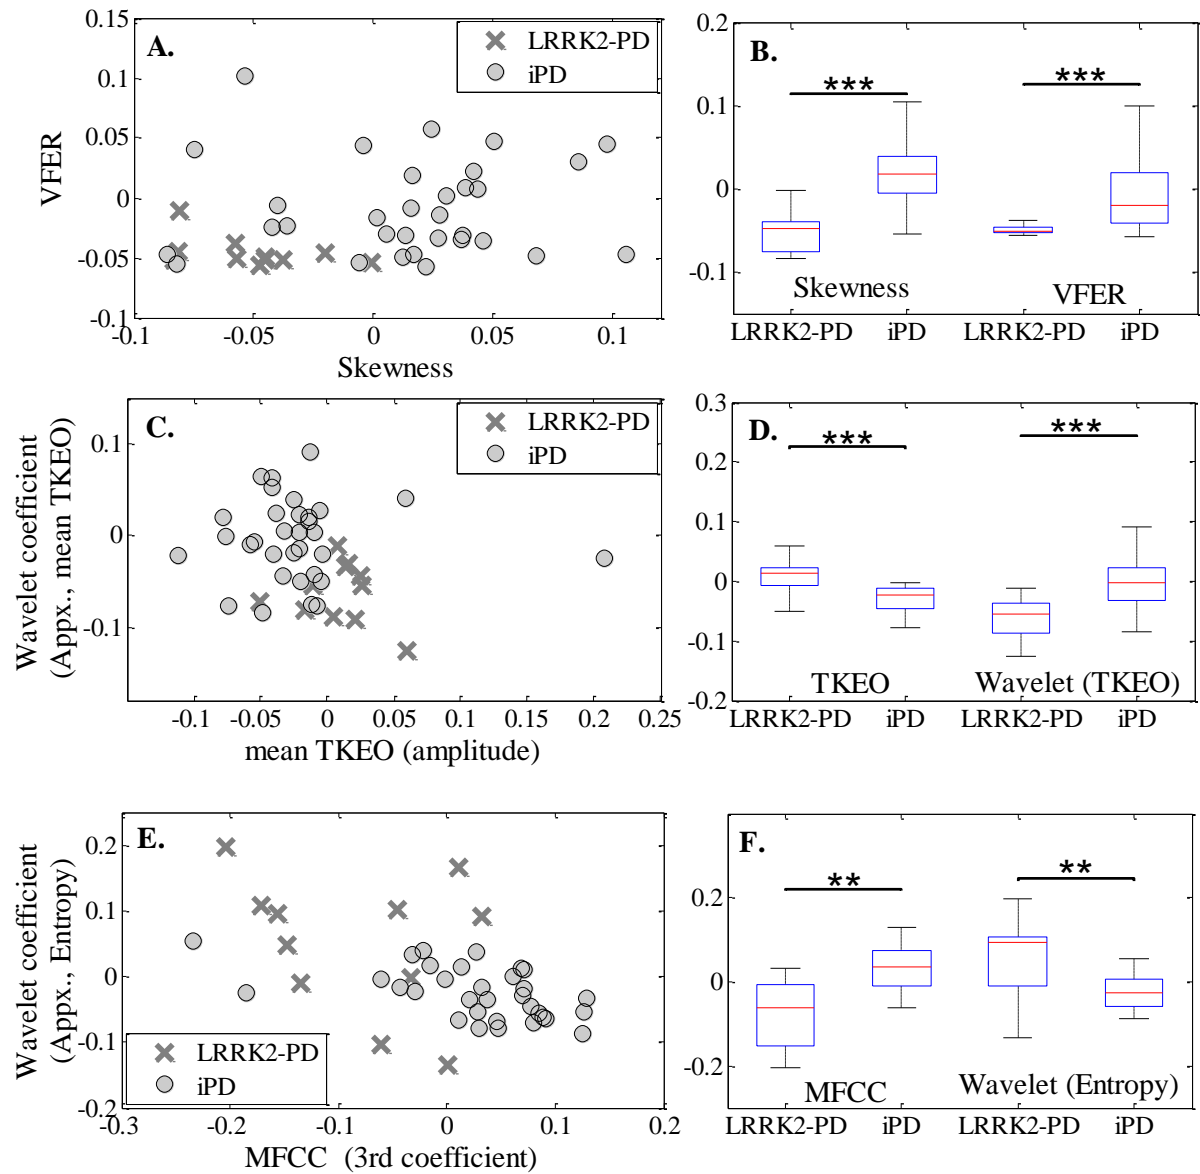 A.
LRRK2-PD
iPD
0.15
0.1
0.05
0
-0.05
-0.1
VFER
-0.1
-0.05
0
0.05
0.1
Skewness
B.
***
***
0.2
0.1
0
-0.1
Skewness
VFER
LRRK2-PD
iPD
LRRK2-PD
iPD
C.
LRRK2-PD
iPD
0.1
0
-0.1
Wavelet coefficient
(Appx., mean TKEO)
-0.1
-0.05
0
0.05
0.1
0.15
0.2
0.25
mean TKEO (amplitude)
D.
***
***
0.3
0.2
0.1
0
-0.1
-0.2
TKEO
Wavelet (TKEO)
LRRK2-PD
iPD
LRRK2-PD
iPD
E.
0.2
0.1
0
-0.1
-0.2
Wavelet coefficient
(Appx., Entropy)
LRRK2-PD
iPD
-0.3
-0.2
-0.1
0
0.1
0.2
MFCC (3rd coefficient)
F.
**
**
0.2
0
-0.2
MFCC
Wavelet (Entropy)
LRRK2-PD
iPD
LRRK2-PD
iPD